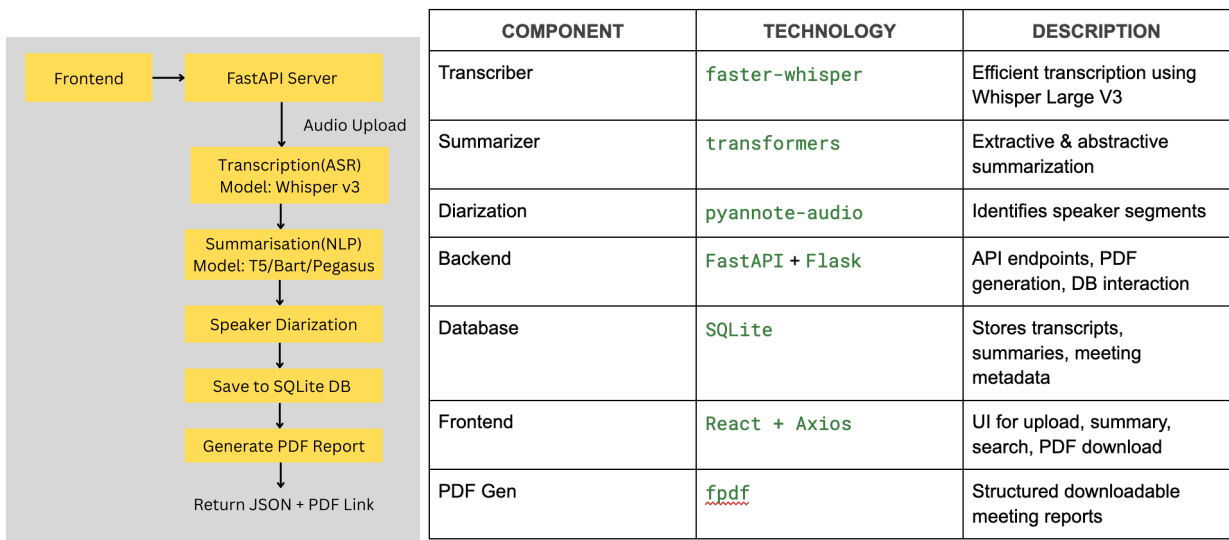 Frontend
FastAPI Server
Audio Upload
Transcription(ASR)
Model: Whisper v3
Summarisation(NLP)
Model: T5/Bart/Pegasus
Speaker Diarization
Save to SQLite DB
Generate PDF Report
Return JSON + PDF Link
COMPONENT TECHNOLOGY DESCRIPTION
Transcriber faster-whisper Efficient transcription using
Whisper Large V3
Summarizer transformers Extractive & abstractive
summarization
Diarization pyannote-audio Identifies speaker segments
Backend FastAPI + Flask API endpoints, PDF
generation, DB interaction
Database SQLite Stores transcripts,
summaries, meeting
metadata
Frontend React + Axios UI for upload, summary,
search, PDF download
PDF Gen fpdf Structured downloadable
meeting reports